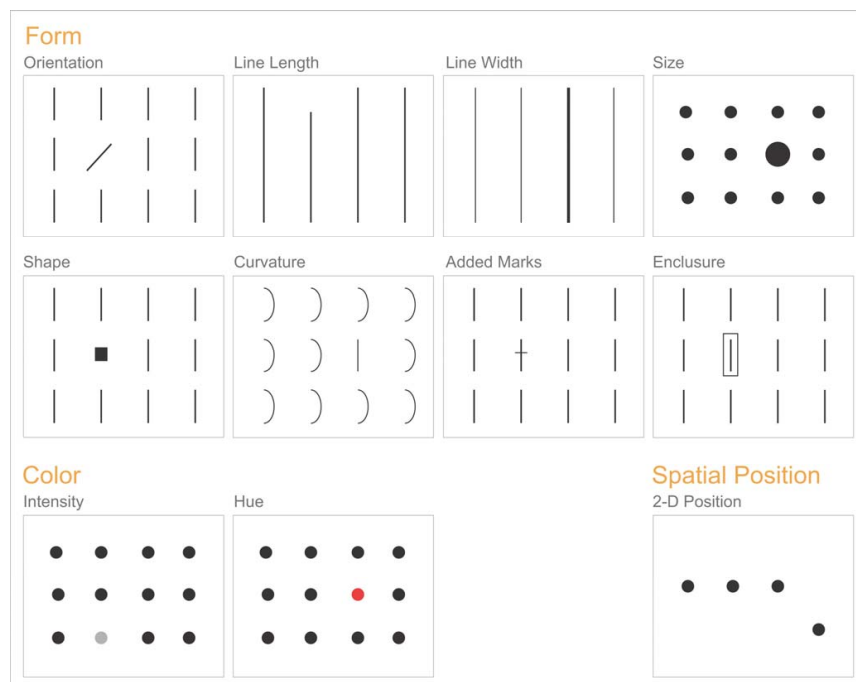 Form
Orientation
Line Length
Line Width
Size
Shape
Curvature
Added Marks
Enclusure
Color
Spatial Position
Intensity
Hue
2-D Position